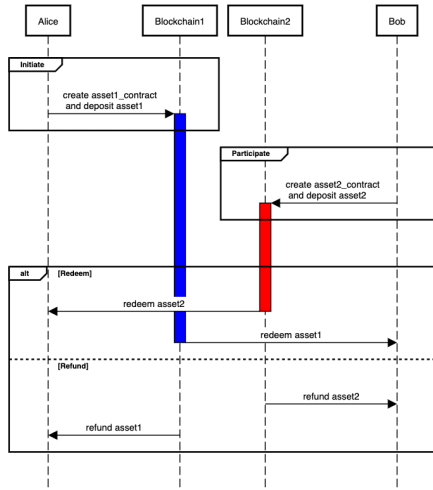 Alice
Blockchain1
Blockchain2
Bob
Initiate
create asset1_contract
and deposit asset1
Participate
create asset2_contract
and deposit asset2
alt
[Redeem]
redeem asset2
redeem asset1
[Refund]
refund asset2
refund asset1